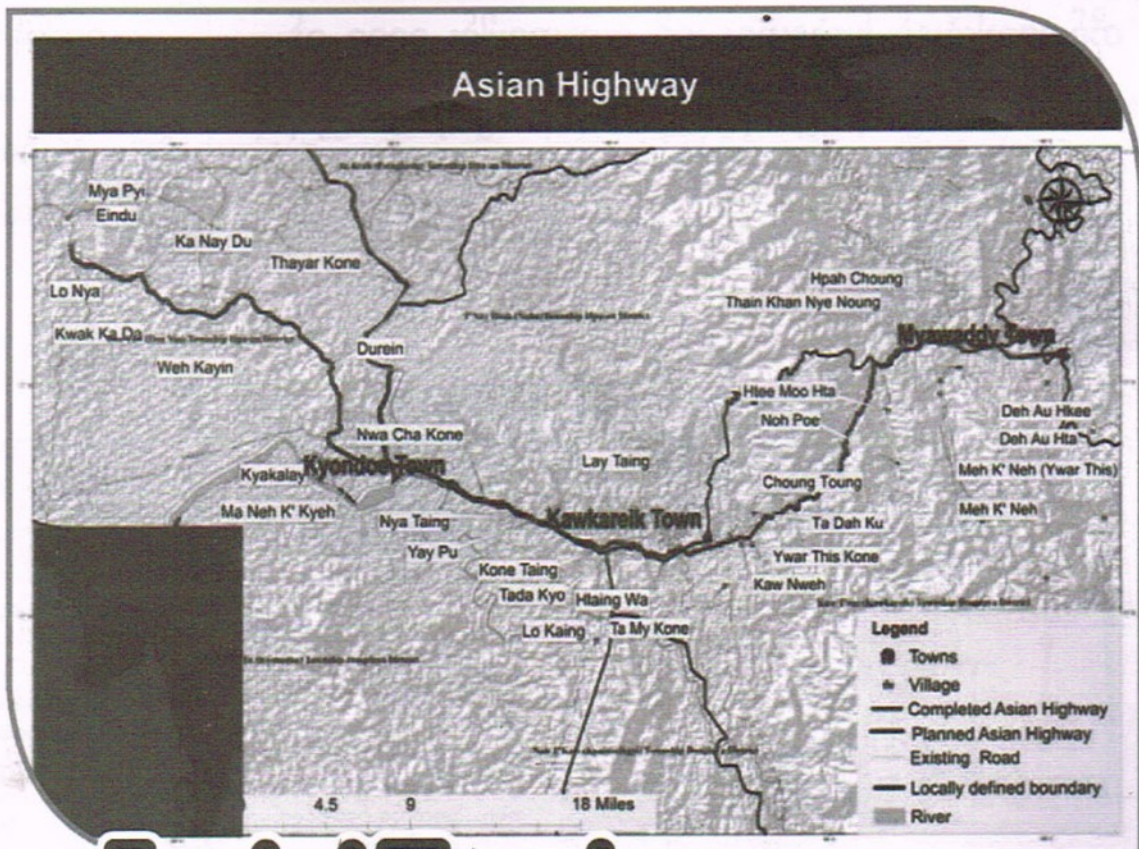 Asian Highway
Mya Pyi
Eindu
Ka Nay Du
Thayar Kone
Lo Nya
Hpah Choung
Thain Khan Nye Noung
Kwak Ka Da
Durein
Myawaddy Town
Weh Kayin
Htee Moo Hta
Noh Poe
Deh Au Hkee
Deh Au Hta
Nwa Cha Kone
Kyondoe Town
Lay Taing
Kyakalay
Choung Toung
Meh K' Neh (Ywar This)
Ma Neh K' Kyeh
Nya Taing
Kawkareik Town
Ta Dah Ku
Meh K' Neh
Yay Pu
Ywar This Kone
Kone Taing
Kaw Nweh
Tada Kyo
Hlaing Wa
Lo Kaing
Ta My Kone
Legend
Towns
Village
Completed Asian Highway
Planned Asian Highway
Existing Road
Locally defined boundary
River
4.5 9 18 Miles